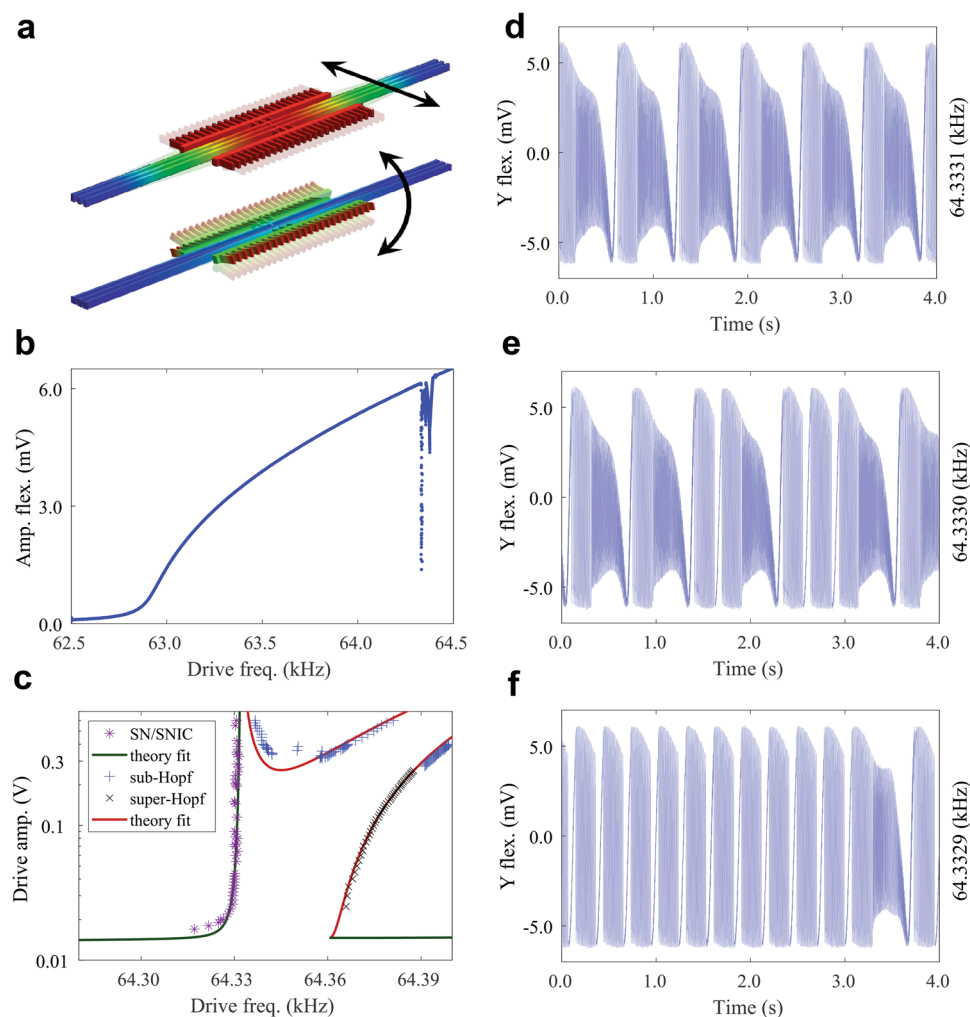 a
b
Amp. flex. (mV)
6.0
3.0
0.0
62.5 63.0 63.5 64.0 64.5
Drive freq. (kHz)
c
Drive amp. (V)
0.3
0.1
0.01
SN/SNIC
theory fit
sub-Hopf
super-Hopf
theory fit
64.30 64.33 64.36 64.39
Drive freq. (kHz)
d
Y flex. (mV)
5.0
0.0
-5.0
0.0 1.0 2.0 3.0 4.0
Time (s)
64.3331 (kHz)
e
Y flex. (mV)
5.0
0.0
-5.0
0.0 1.0 2.0 3.0 4.0
Time (s)
64.3330 (kHz)
f
Y flex. (mV)
5.0
0.0
-5.0
0.0 1.0 2.0 3.0 4.0
Time (s)
64.3329 (kHz)